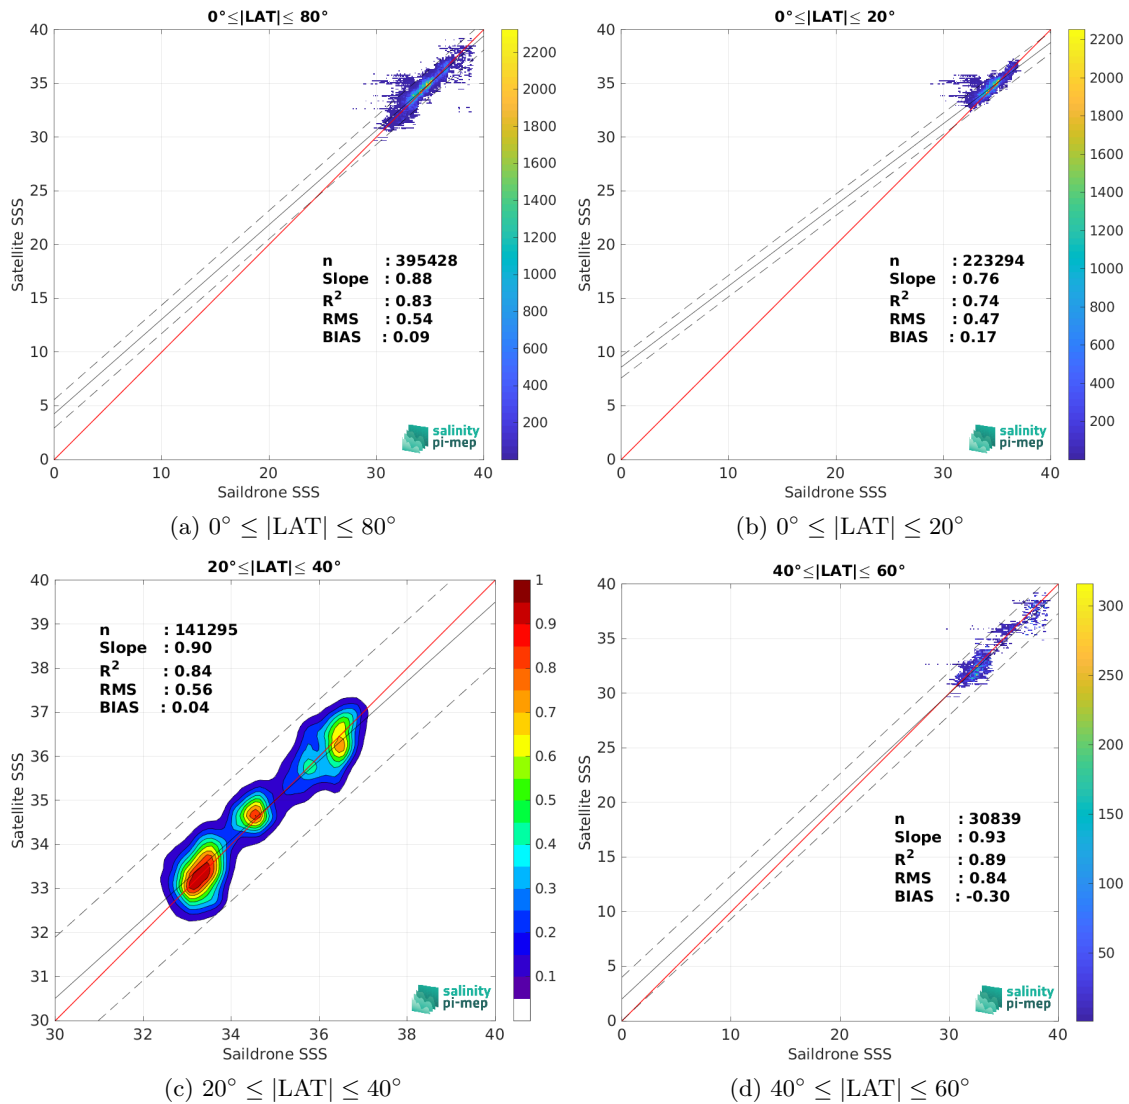 0°≤|LAT|≤ 80°
40
35
30
25
20
15
10
5
0
Satellite SSS
0
10
20
30
40
Saildrone SSS
n : 395428
Slope : 0.88
R² : 0.83
RMS : 0.54
BIAS : 0.09
salinity
pi-mep
2200
2000
1800
1600
1400
1200
1000
800
600
400
200
(a) 0° ≤ |LAT| ≤ 80°
0°≤|LAT|≤ 20°
40
35
30
25
20
15
10
5
0
Satellite SSS
0
10
20
30
40
Saildrone SSS
n : 223294
Slope : 0.76
R² : 0.74
RMS : 0.47
BIAS : 0.17
salinity
pi-mep
2200
2000
1800
1600
1400
1200
1000
800
600
400
200
(b) 0° ≤ |LAT| ≤ 20°
20°≤|LAT|≤ 40°
40
39
38
37
36
35
34
33
32
31
30
Satellite SSS
30
32
34
36
38
40
Saildrone SSS
n : 141295
Slope : 0.90
R² : 0.84
RMS : 0.56
BIAS : 0.04
salinity
pi-mep
1
0.9
0.8
0.7
0.6
0.5
0.4
0.3
0.2
0.1
(c) 20° ≤ |LAT| ≤ 40°
40°≤|LAT|≤ 60°
40
35
30
25
20
15
10
5
0
Satellite SSS
0
10
20
30
40
Saildrone SSS
n : 30839
Slope : 0.93
R² : 0.89
RMS : 0.84
BIAS : -0.30
salinity
pi-mep
300
250
200
150
100
50
(d) 40° ≤ |LAT| ≤ 60°